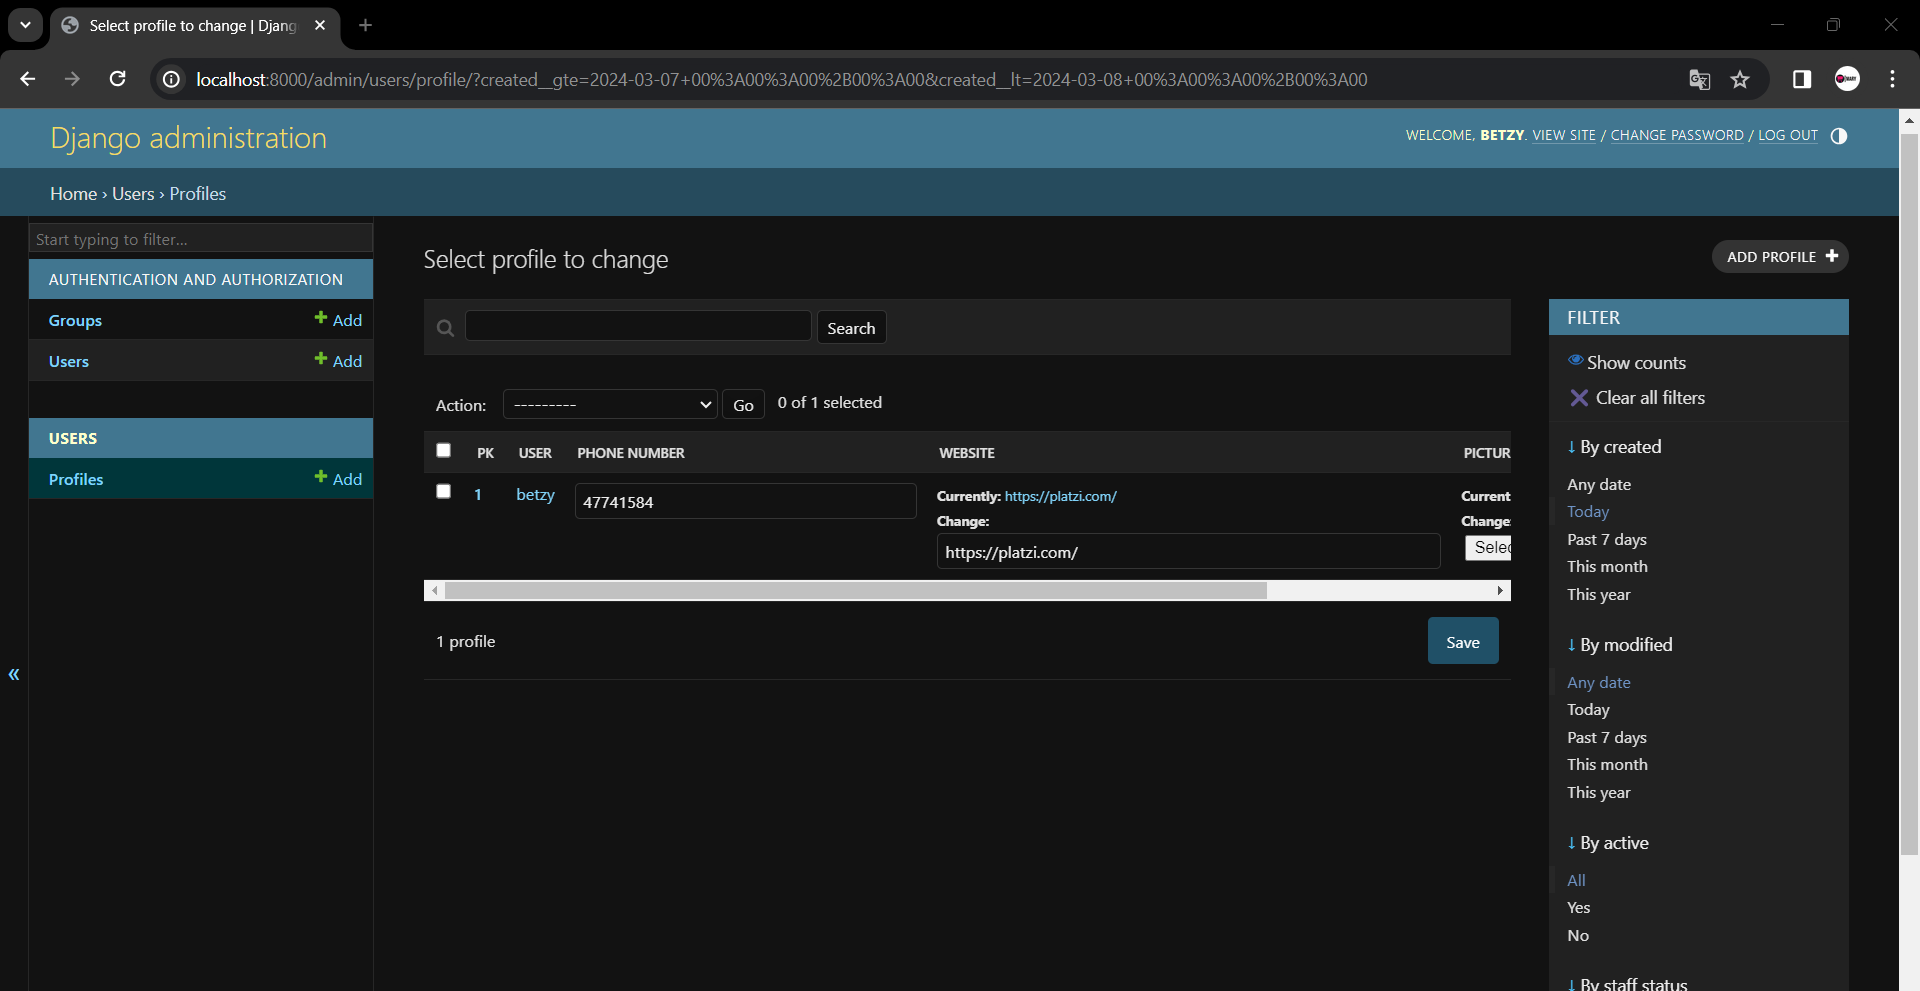 Select profile to change | Djang
localhost:8000/admin/users/profile/?created__gte=2024-03-07+00%3A00%3A00%2B00%3A00&created__lt=2024-03-08+00%3A00%3A00%2B00%3A00
Django administration
WELCOME, BETZY. VIEW SITE / CHANGE PASSWORD / LOG OUT
Home › Users › Profiles
Start typing to filter...
AUTHENTICATION AND AUTHORIZATION
Groups + Add
Users + Add
USERS
Profiles + Add
«
Select profile to change
ADD PROFILE +
Search
Action: --------- Go 0 of 1 selected
PK USER PHONE NUMBER WEBSITE PICTUR
1 betzy 47741584
Currently: https://platzi.com/
Change:
https://platzi.com/
Current
Change:
Selec
1 profile
Save
FILTER
Show counts
Clear all filters
↓ By created
Any date
Today
Past 7 days
This month
This year
↓ By modified
Any date
Today
Past 7 days
This month
This year
↓ By active
All
Yes
No
↓ By staff status